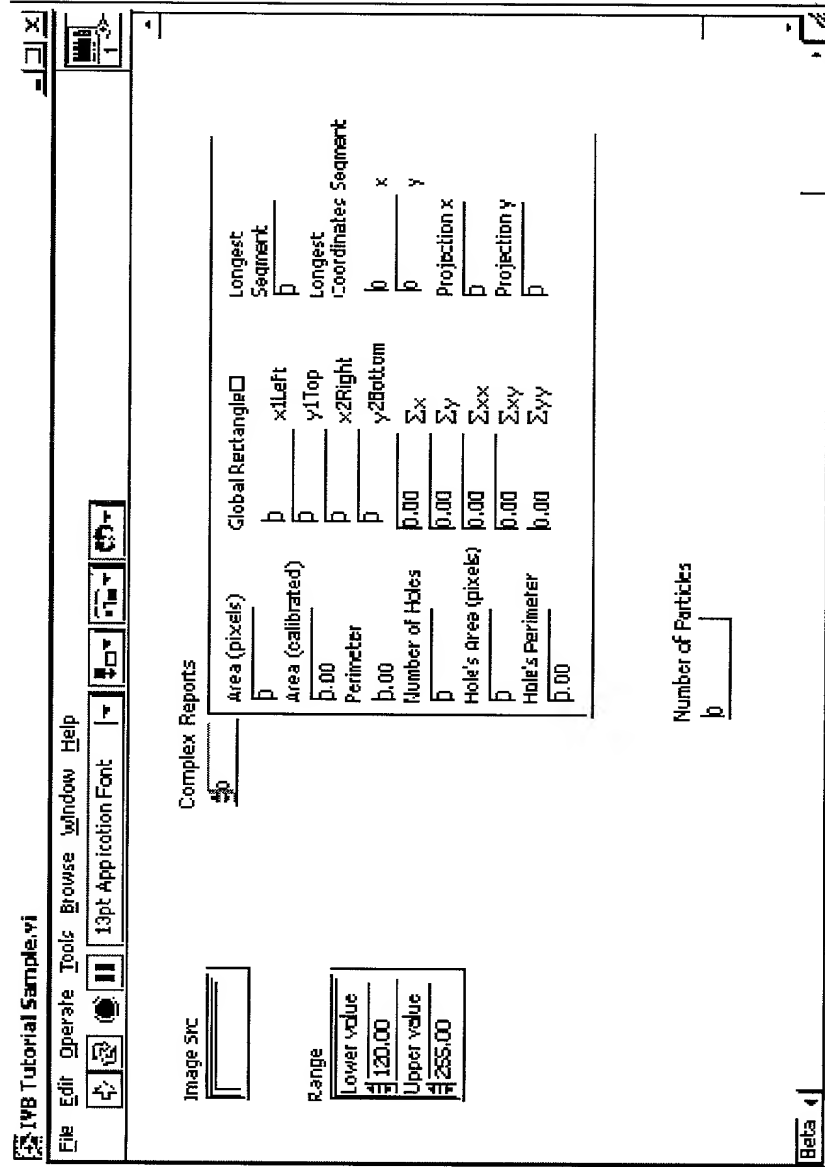 IVB Tutorial Sample.vi
File Edit Operate Tools Browse Window Help
13pt Application Font
1
Image Src
Range
Lower value
120.00
Upper value
255.00
Complex Reports
0
Area (pixels)
0
Area (calibrated)
0.00
Perimeter
0.00
Number of Holes
0
Hole's Area (pixels)
0
Hole's Perimeter
0.00
Global Rectangle
0 x1Left
0 y1Top
0 x2Right
0 y2Bottom
0.00 Σx
0.00 Σy
0.00 Σxx
0.00 Σxy
0.00 Σyy
Longest
Segment
0
Longest
Coordinates Segment
0 x
0 y
Projection x
0
Projection y
0
Number of Particles
0
Beta